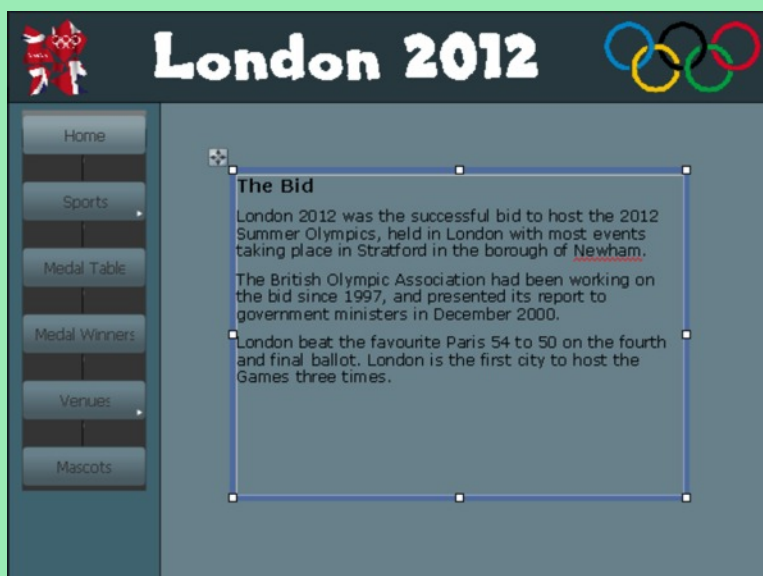 London 2012
Home
Sports
Medal Table
Medal Winners
Venues
Mascots
The Bid
London 2012 was the successful bid to host the 2012
Summer Olympics, held in London with most events
taking place in Stratford in the borough of Newham.
The British Olympic Association had been working on
the bid since 1997, and presented its report to
government ministers in December 2000.
London beat the favourite Paris 54 to 50 on the fourth
and final ballot. London is the first city to host the
Games three times.